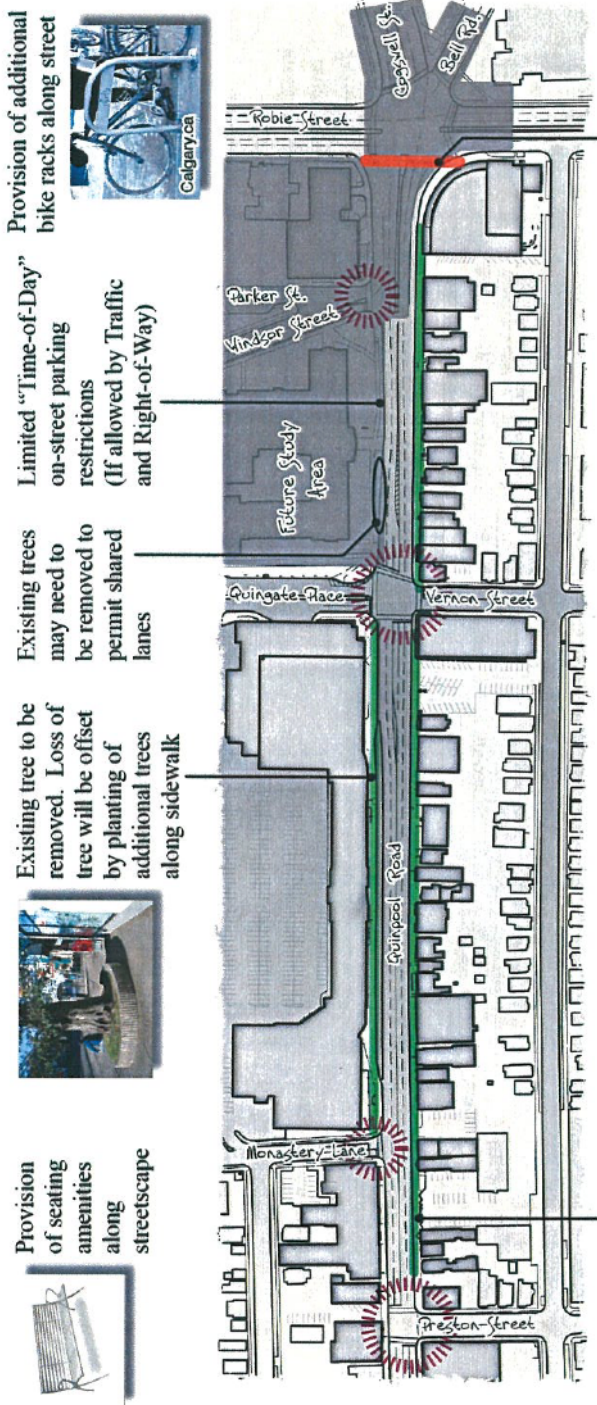 Provision
of seating
amenities
along
streetscape
Existing tree to be
removed. Loss of
tree will be offset
by planting of
additional trees
along sidewalk
Existing trees
may need to
be removed to
permit shared
lanes
Limited “Time-of-Day”
on-street parking
restrictions
(If allowed by Traffic
and Right-of-Way)
Provision of additional
bike racks along street
Calgary.ca
Monastery Lane
Quingate Place
Future Study
Area
Windsor Street
Parker St.
Robie Street
Cogswell St.
Bell Rd.
Quinpool Road
Preston Street
Vernon Street